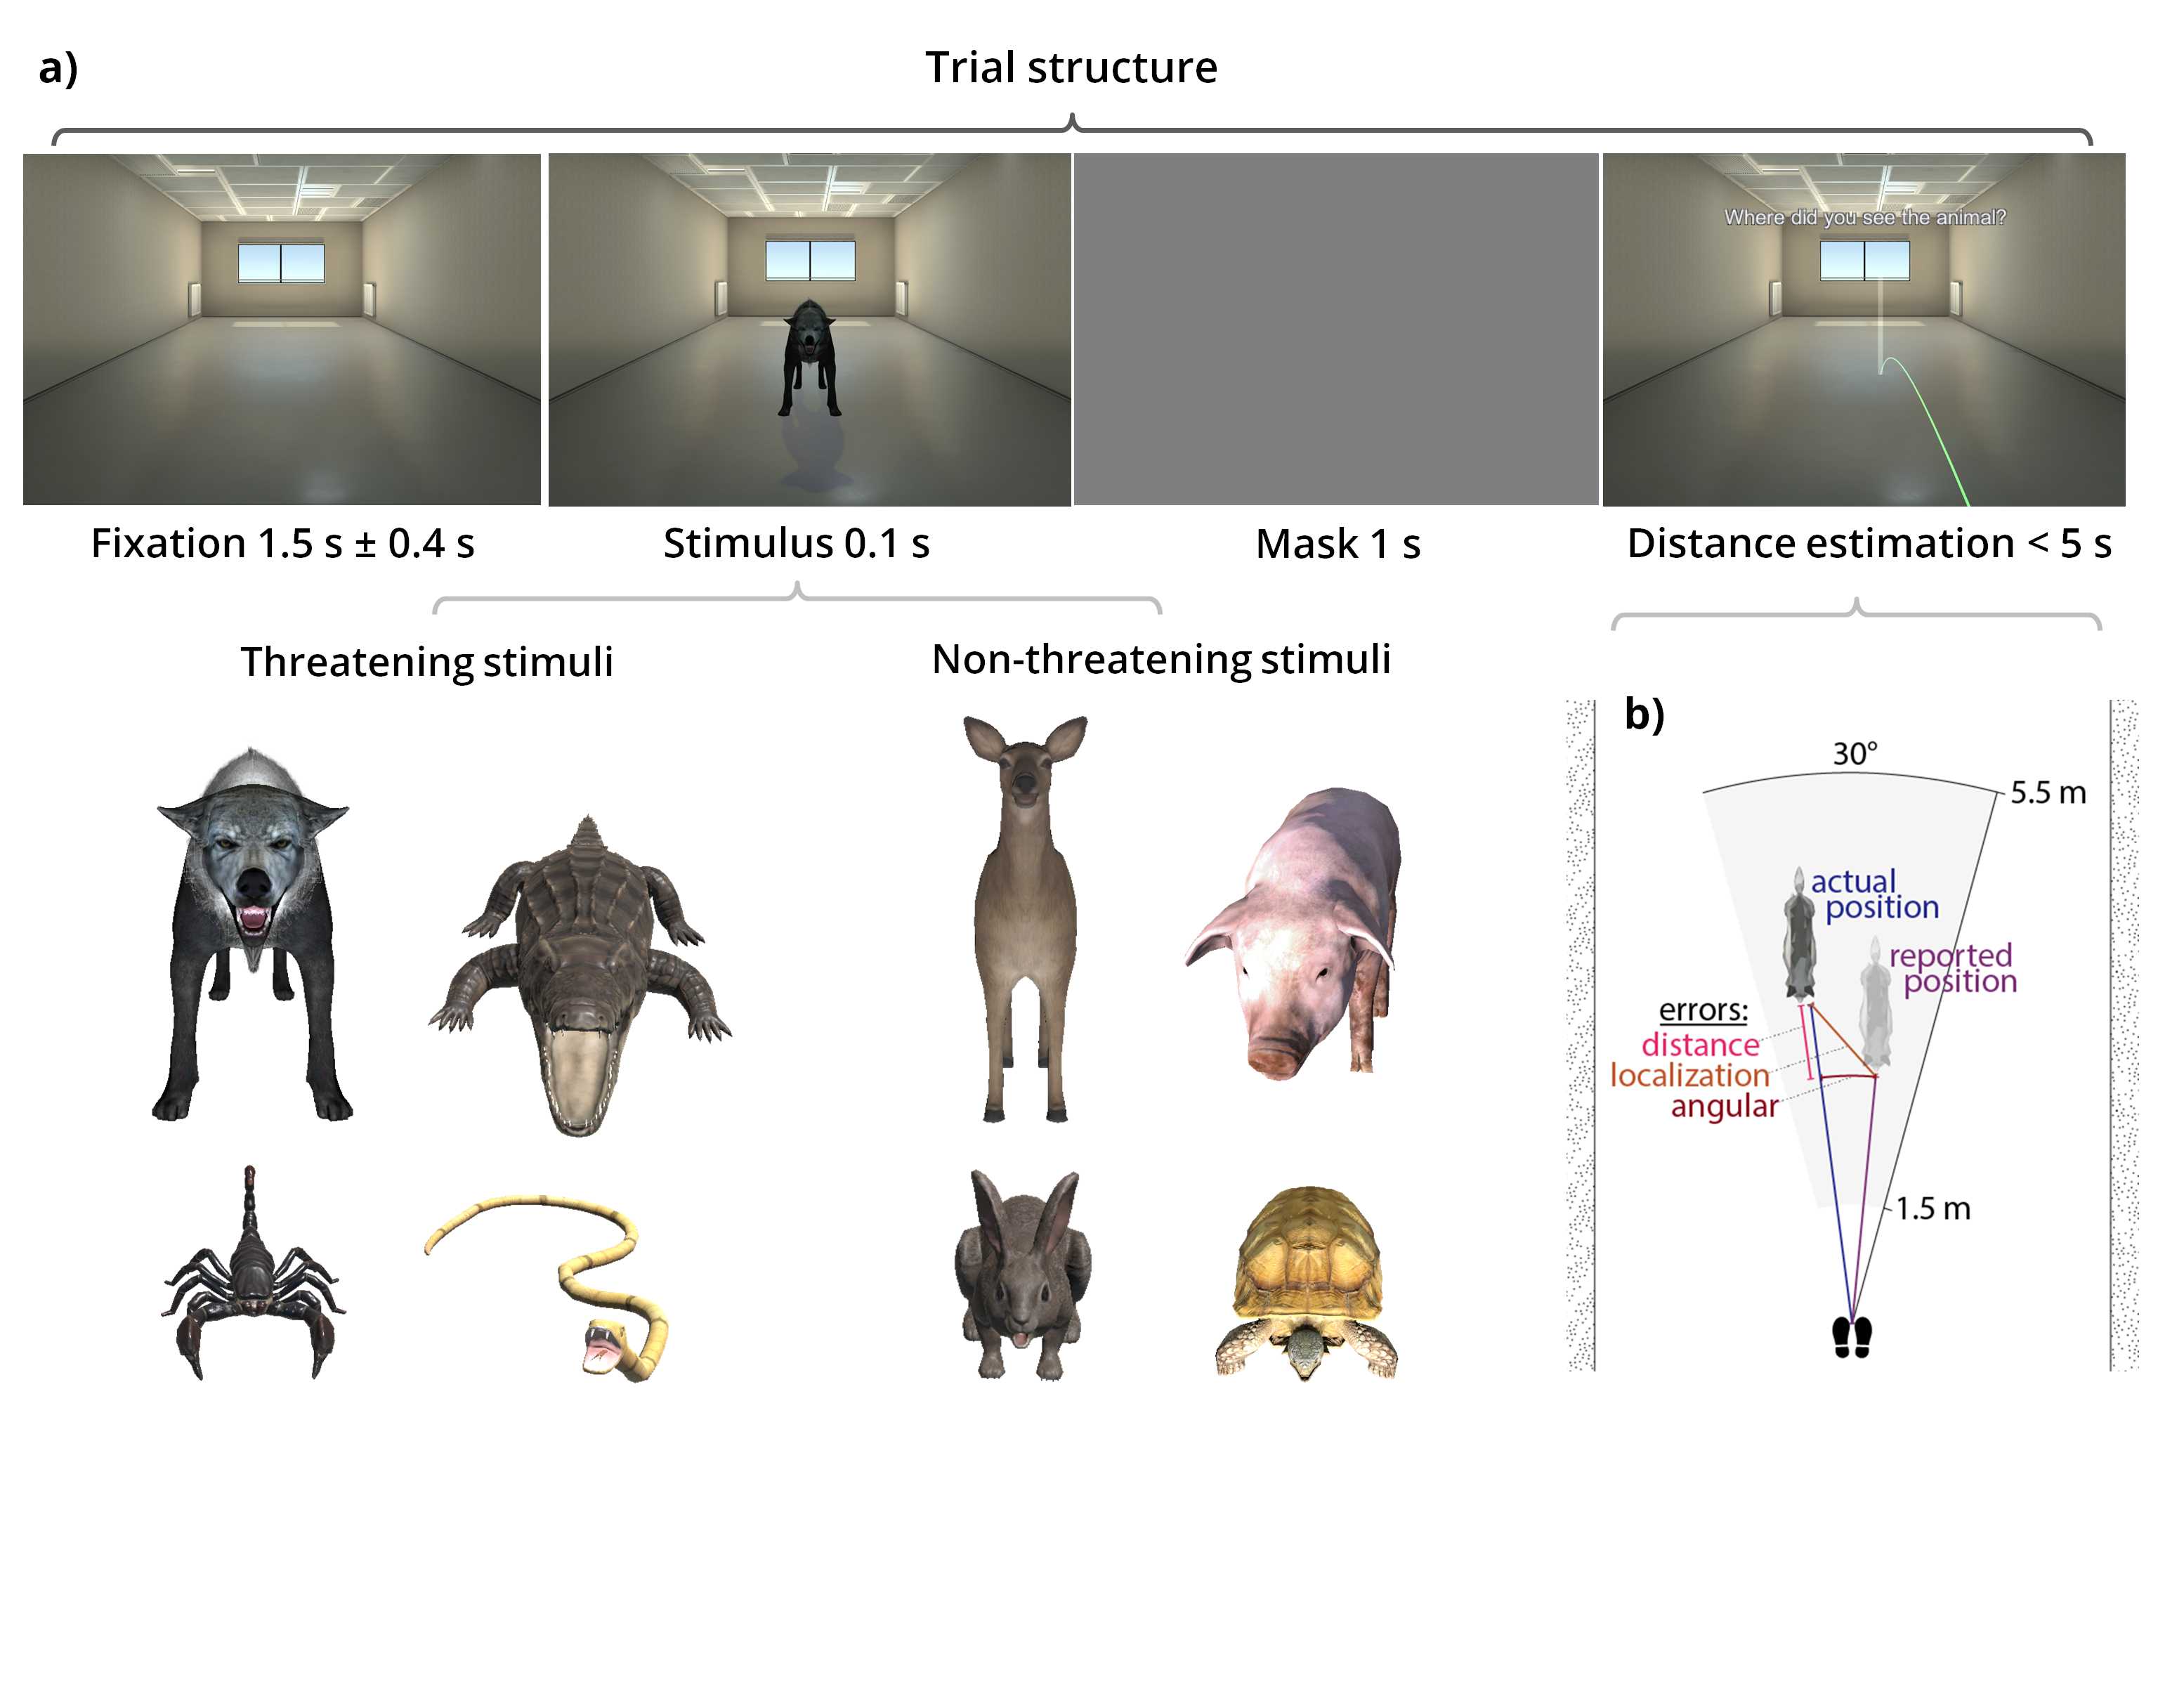 a)
Trial structure
Where did you see the animal?
Fixation 1.5 s ± 0.4 s
Stimulus 0.1 s
Mask 1 s
Distance estimation < 5 s
Threatening stimuli
Non-threatening stimuli
b)
30°
5.5 m
actual
position
reported
position
errors:
distance
localization
angular
1.5 m